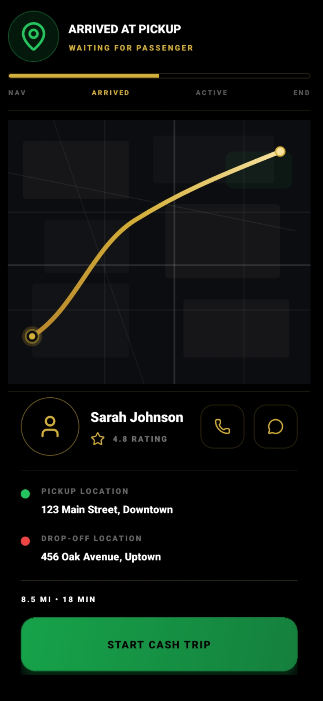 ARRIVED AT PICKUP
WAITING FOR PASSENGER
NAV ARRIVED ACTIVE END
Sarah Johnson
4.8 RATING
PICKUP LOCATION
123 Main Street, Downtown
DROP-OFF LOCATION
456 Oak Avenue, Uptown
8.5 MI • 18 MIN
START CASH TRIP